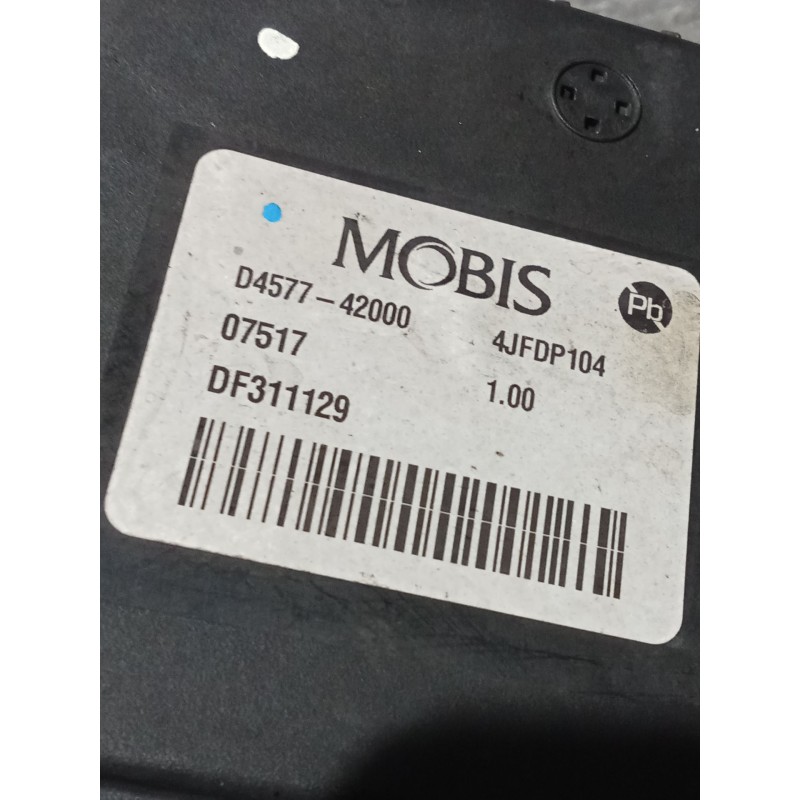 MOBIS
Pb
D4577-42000
4JFDP104
07517
1.00
DF311129